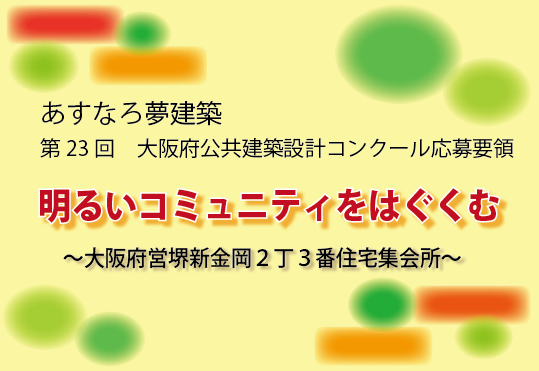 あすなろ夢建築
第23回　大阪府公共建築設計コンクール応募要領
明るいコミュニティをはぐくむ
～大阪府営堺新金岡２丁３番住宅集会所～